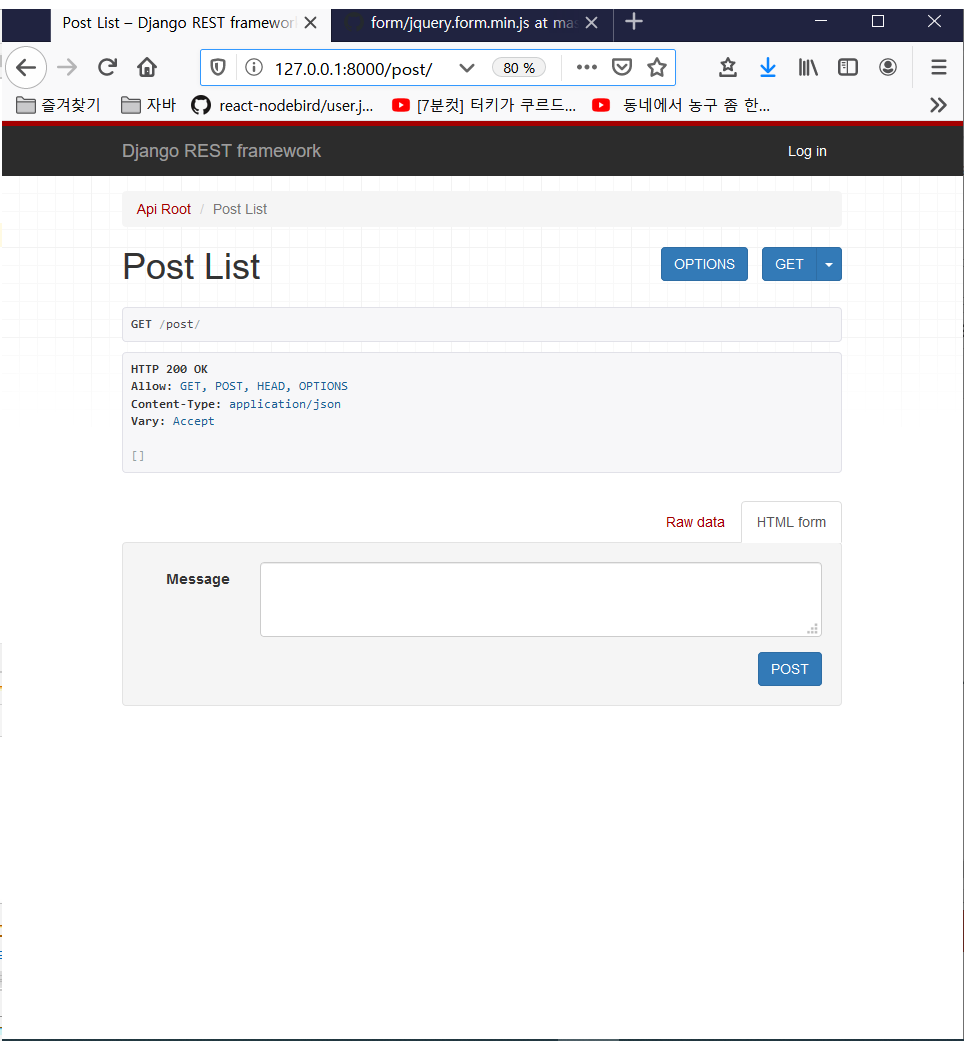 Post List – Django REST framewor
form/jquery.form.min.js at mas
127.0.0.1:8000/post/
80 %
즐겨찾기
자바
react-nodebird/user.j...
[7분컷] 터키가 쿠르드...
동네에서 농구 좀 한...
Django REST framework
Log in
Api Root / Post List
Post List
OPTIONS
GET
GET /post/
HTTP 200 OK
Allow: GET, POST, HEAD, OPTIONS
Content-Type: application/json
Vary: Accept
[]
Raw data
HTML form
Message
POST